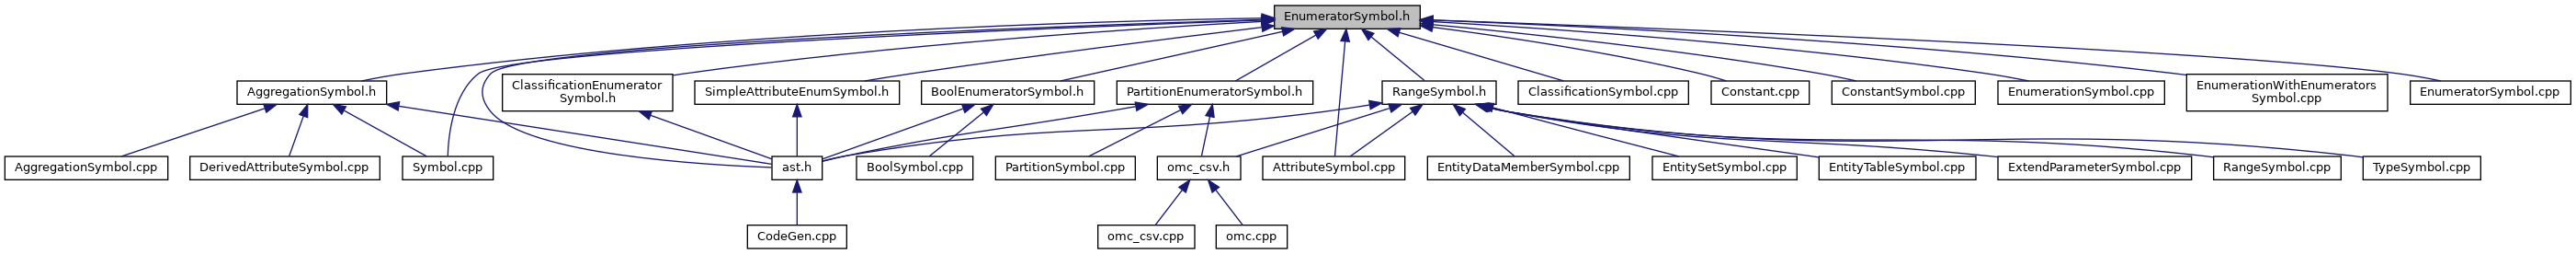 EnumeratorSymbol.h
AggregationSymbol.h
ClassificationEnumerator
Symbol.h
SimpleAttributeEnumSymbol.h
BoolEnumeratorSymbol.h
PartitionEnumeratorSymbol.h
RangeSymbol.h
ClassificationSymbol.cpp
Constant.cpp
ConstantSymbol.cpp
EnumerationSymbol.cpp
EnumerationWithEnumerators
Symbol.cpp
EnumeratorSymbol.cpp
AggregationSymbol.cpp
DerivedAttributeSymbol.cpp
Symbol.cpp
ast.h
BoolSymbol.cpp
PartitionSymbol.cpp
omc_csv.h
AttributeSymbol.cpp
EntityDataMemberSymbol.cpp
EntitySetSymbol.cpp
EntityTableSymbol.cpp
ExtendParameterSymbol.cpp
RangeSymbol.cpp
TypeSymbol.cpp
CodeGen.cpp
omc_csv.cpp
omc.cpp